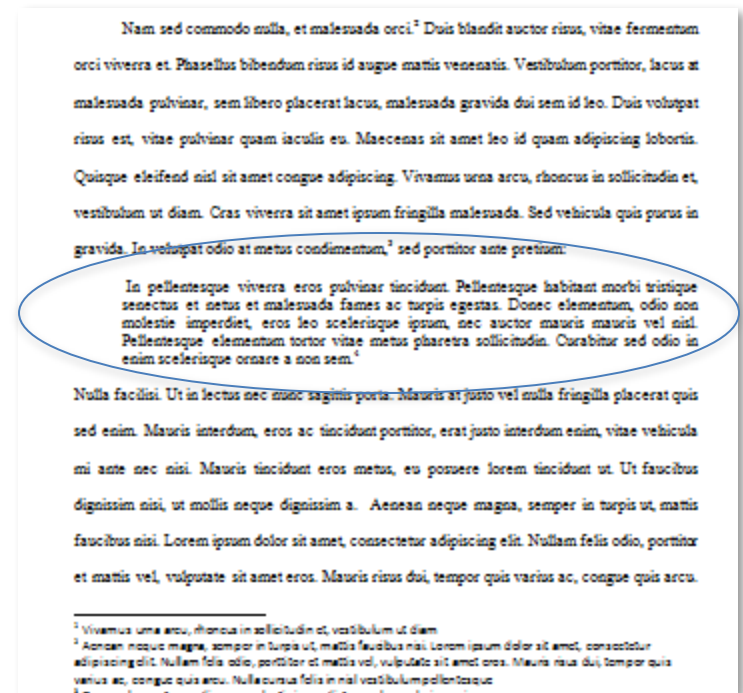 Nam sed commodo nulla, et malesuada orci.² Duis blandit auctor risus, vitae fermentum
orci viverra et. Phasellus bibendum risus id augue mattis venenatis. Vestibulum porttitor, lacus at
malesuada pulvinar, sem libero placerat lacus, malesuada gravida dui sem id leo. Duis volutpat
risus est, vitae pulvinar quam iaculis eu. Maecenas sit amet leo id quam adipiscing lobortis.
Quisque eleifend nisl sit amet congue adipiscing. Vivamus urna arcu, rhoncus in sollicitudin et,
vestibulum ut diam. Cras viverra sit amet ipsum fringilla malesuada. Sed vehicula quis purus in
gravida. In volutpat odio at metus condimentum,³ sed porttitor ante pretium:
In pellentesque viverra eros pulvinar tincidunt. Pellentesque habitant morbi tristique
senectus et netus et malesuada fames ac turpis egestas. Donec elementum, odio non
molestie imperdiet, eros leo scelerisque ipsum, nec auctor mauris mauris vel nisl.
Pellentesque elementum tortor vitae metus pharetra sollicitudin. Curabitur sed odio in
enim scelerisque ornare a non sem.⁴
Nulla facilisi. Ut in lectus nec nunc sagittis porta. Mauris at justo vel nulla fringilla placerat quis
sed enim. Mauris interdum, eros ac tincidunt porttitor, erat justo interdum enim, vitae vehicula
mi ante nec nisi. Mauris tincidunt eros metus, eu posuere lorem tincidunt ut. Ut faucibus
dignissim nisi, ut mollis neque dignissim a. Aenean neque magna, semper in turpis ut, mattis
faucibus nisi. Lorem ipsum dolor sit amet, consectetur adipiscing elit. Nullam felis odio, porttitor
et mattis vel, vulputate sit amet eros. Mauris risus dui, tempor quis varius ac, congue quis arcu.
Vivamus urna arcu, rhoncus in sollicitudin et, vestibulum ut diam
Aenean neque magna, semper in turpis ut, mattis faucibus nisi. Lorem ipsum dolor sit amet, consectetur
adipiscing elit. Nullam felis odio, porttitor et mattis vel, vulputate sit amet eros. Mauris risus dui, tempor quis
varius ac, congue quis arcu. Nulla cursus felis in nisl vestibulum pellentesque